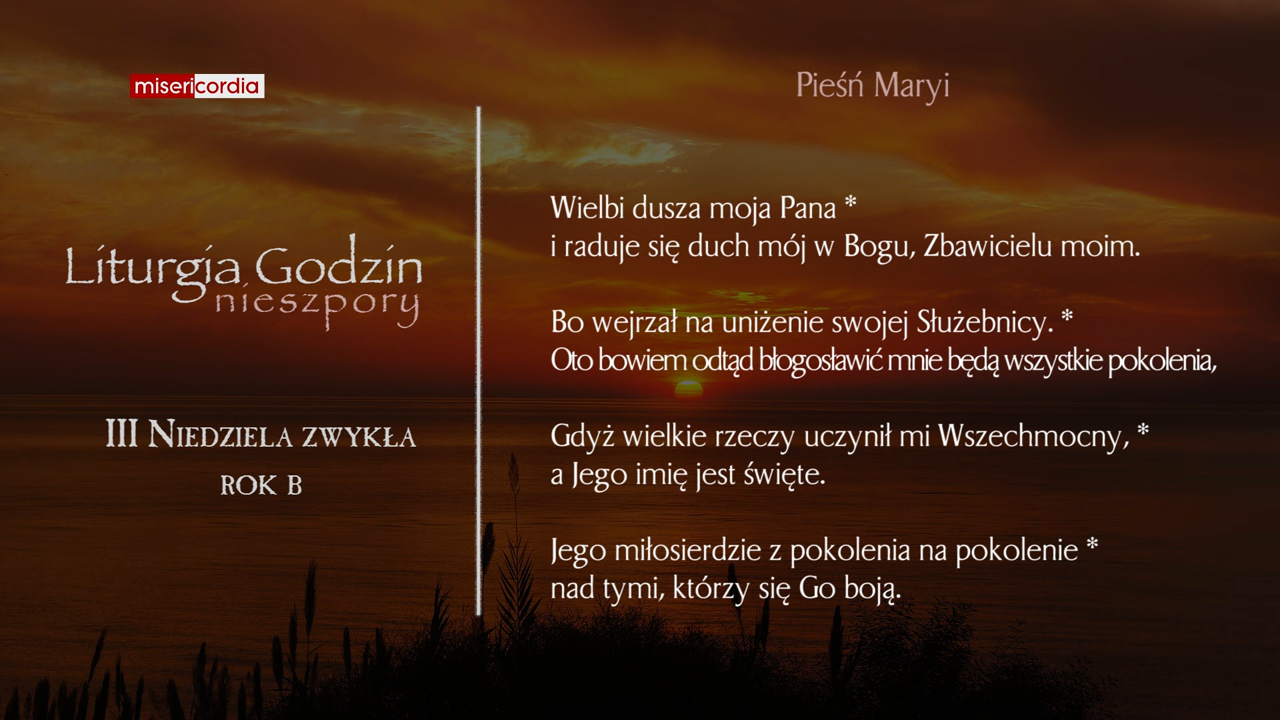 misericordia
Liturgia Godzin
nieszpory
III Niedziela zwykła
rok B
Pieśń Maryi
Wielbi dusza moja Pana *
i raduje się duch mój w Bogu, Zbawicielu moim.
Bo wejrzał na uniżenie swojej Służebnicy. *
Oto bowiem odtąd błogosławić mnie będą wszystkie pokolenia,
Gdyż wielkie rzeczy uczynił mi Wszechmocny, *
a Jego imię jest święte.
Jego miłosierdzie z pokolenia na pokolenie *
nad tymi, którzy się Go boją.